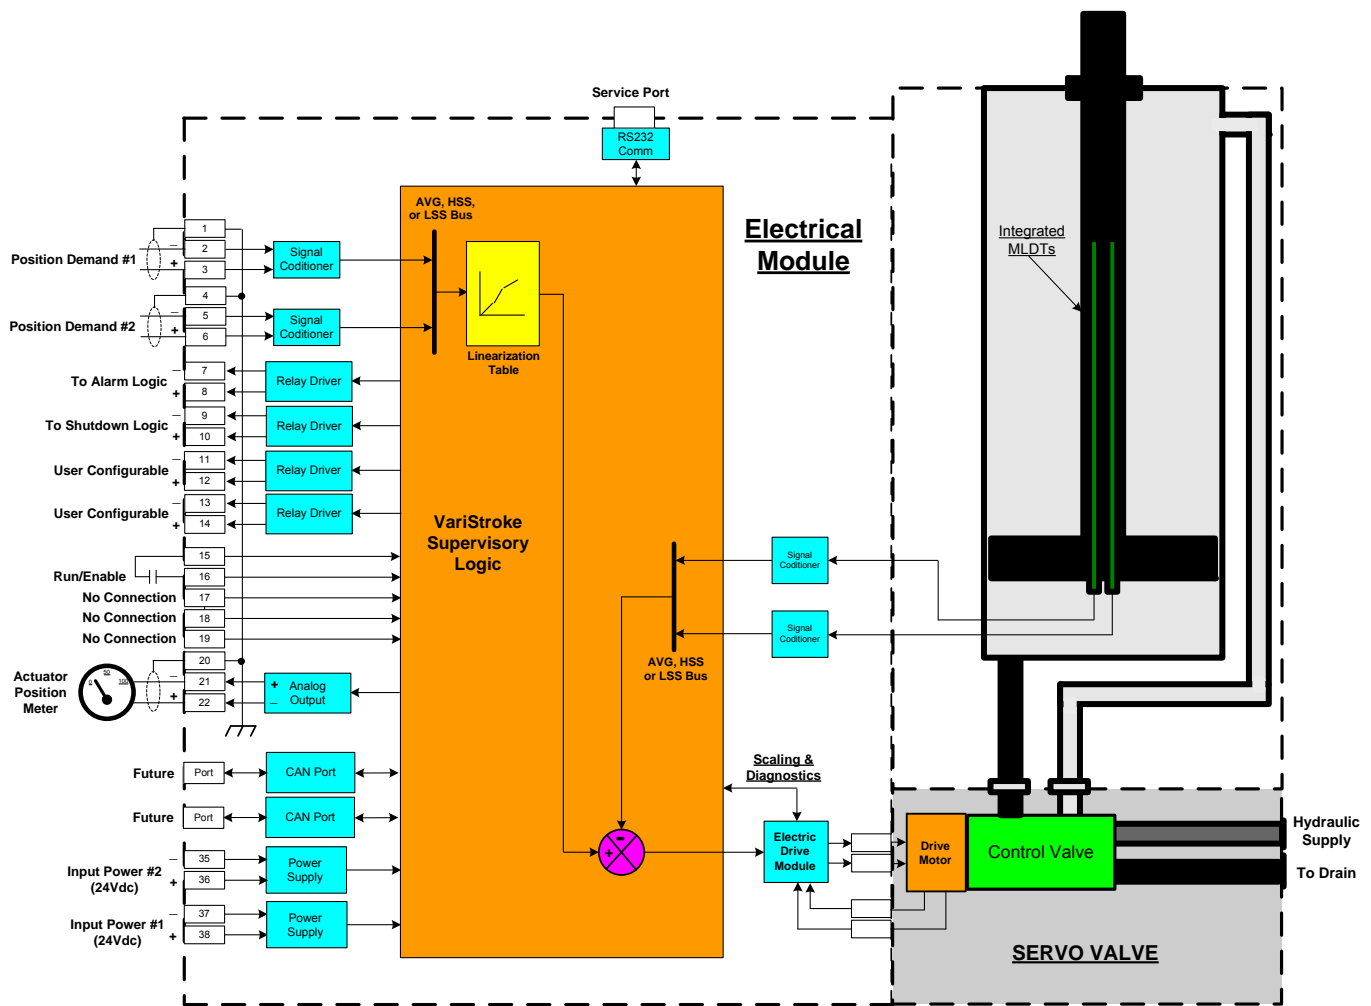 Service Port
RS232
Comm
AVG, HSS,
or LSS Bus
Electrical
Module
Integrated
MLDTs
Position Demand #1
1
− 2
+ 3
Signal
Coditioner
4
Position Demand #2
− 5
+ 6
Signal
Coditioner
Linearization
Table
To Alarm Logic
− 7
+ 8
Relay Driver
To Shutdown Logic
− 9
+ 10
Relay Driver
User Configurable
− 11
+ 12
Relay Driver
User Configurable
− 13
+ 14
Relay Driver
VariStroke
Supervisory
Logic
15
Run/Enable 16
No Connection 17
No Connection 18
No Connection 19
Signal
Coditioner
Signal
Coditioner
AVG, HSS
or LSS Bus
Actuator
Position
Meter
0 50 100
20
− 21
+ 22
+ Analog
− Output
Future Port CAN Port
Future Port CAN Port
Scaling &
Diagnostics
− +
Electric
Drive
Module
Drive
Motor
Control Valve
Hydraulic
Supply
To Drain
Input Power #2
(24Vdc)
− 35
+ 36
Power
Supply
Input Power #1
(24Vdc)
− 37
+ 38
Power
Supply
SERVO VALVE